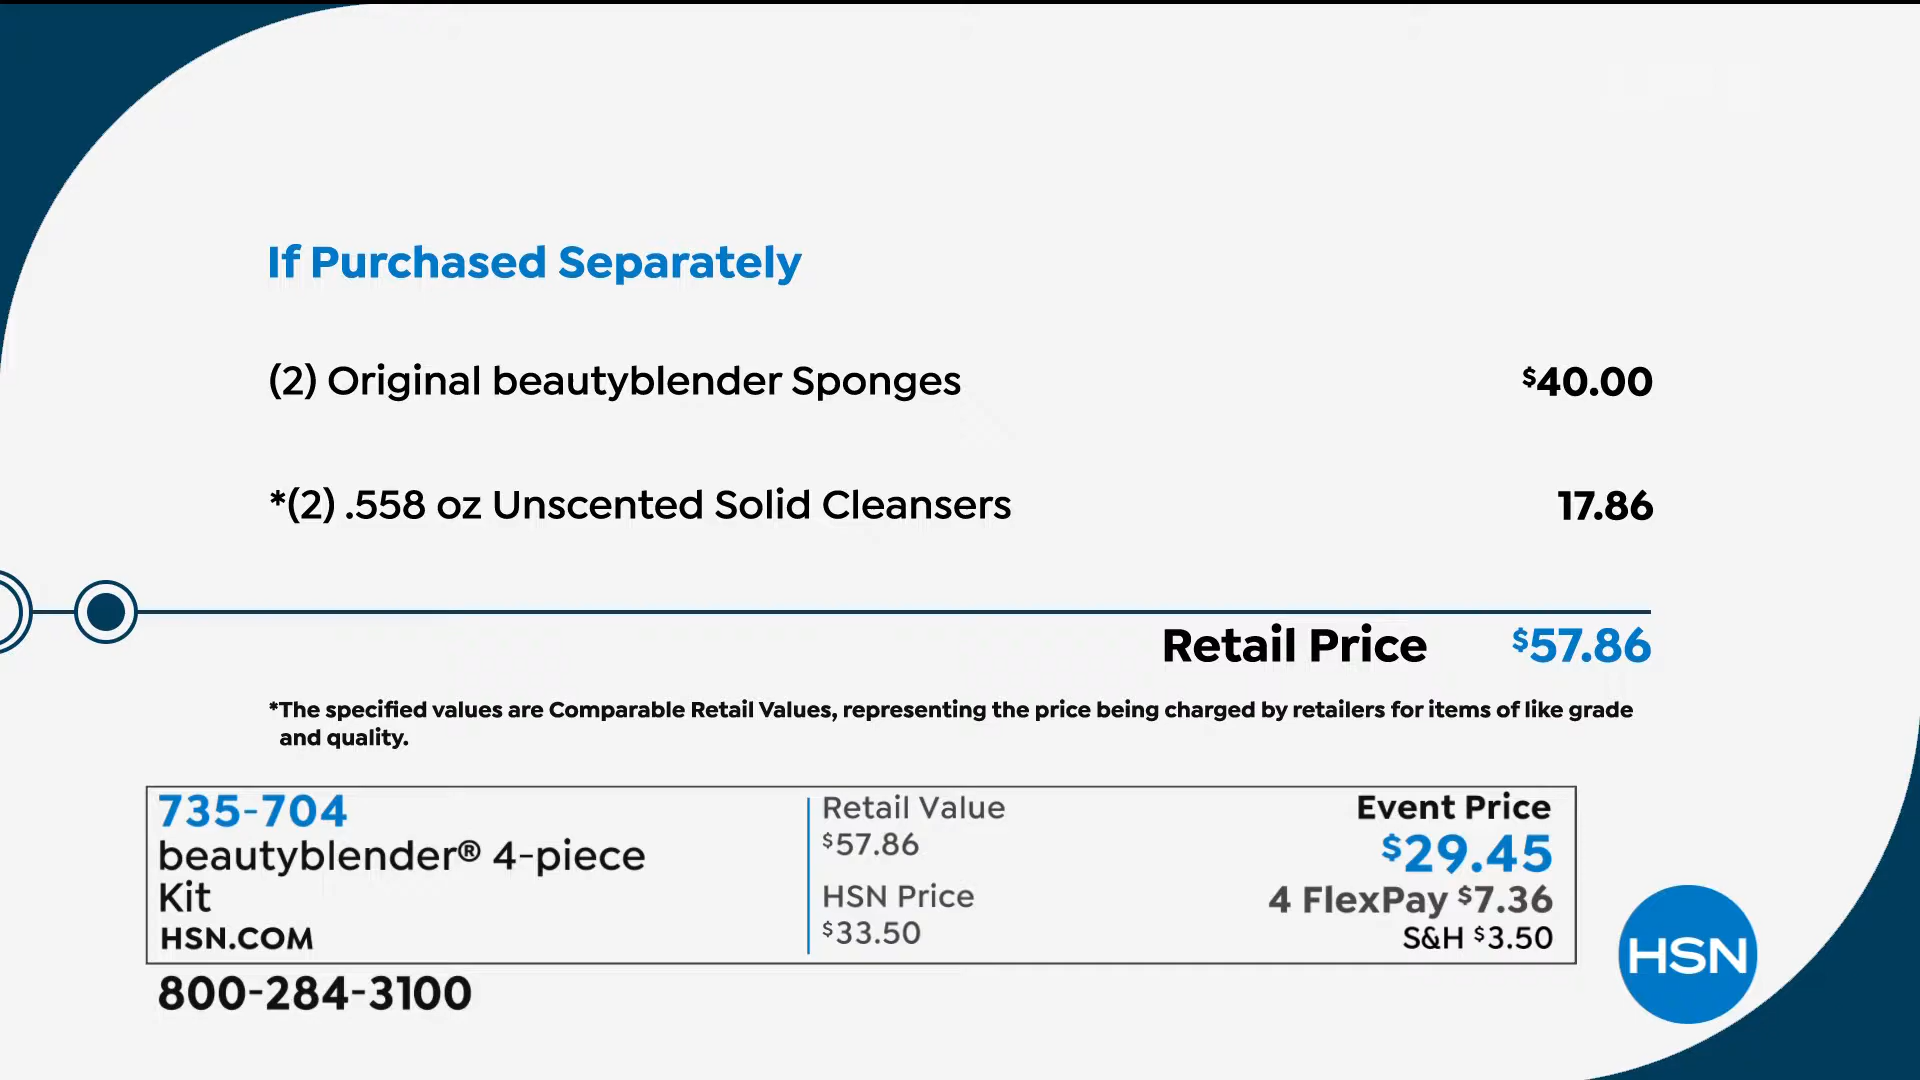 If Purchased Separately
(2) Original beautyblender Sponges $40.00
*(2) .558 oz Unscented Solid Cleansers 17.86
Retail Price $57.86
*The specified values are Comparable Retail Values, representing the price being charged by retailers for items of like grade
and quality.
735-704
beautyblender® 4-piece
Kit
HSN.COM
Retail Value
$57.86
HSN Price
$33.50
Event Price
$29.45
4 FlexPay $7.36
S&H $3.50
HSN
800-284-3100